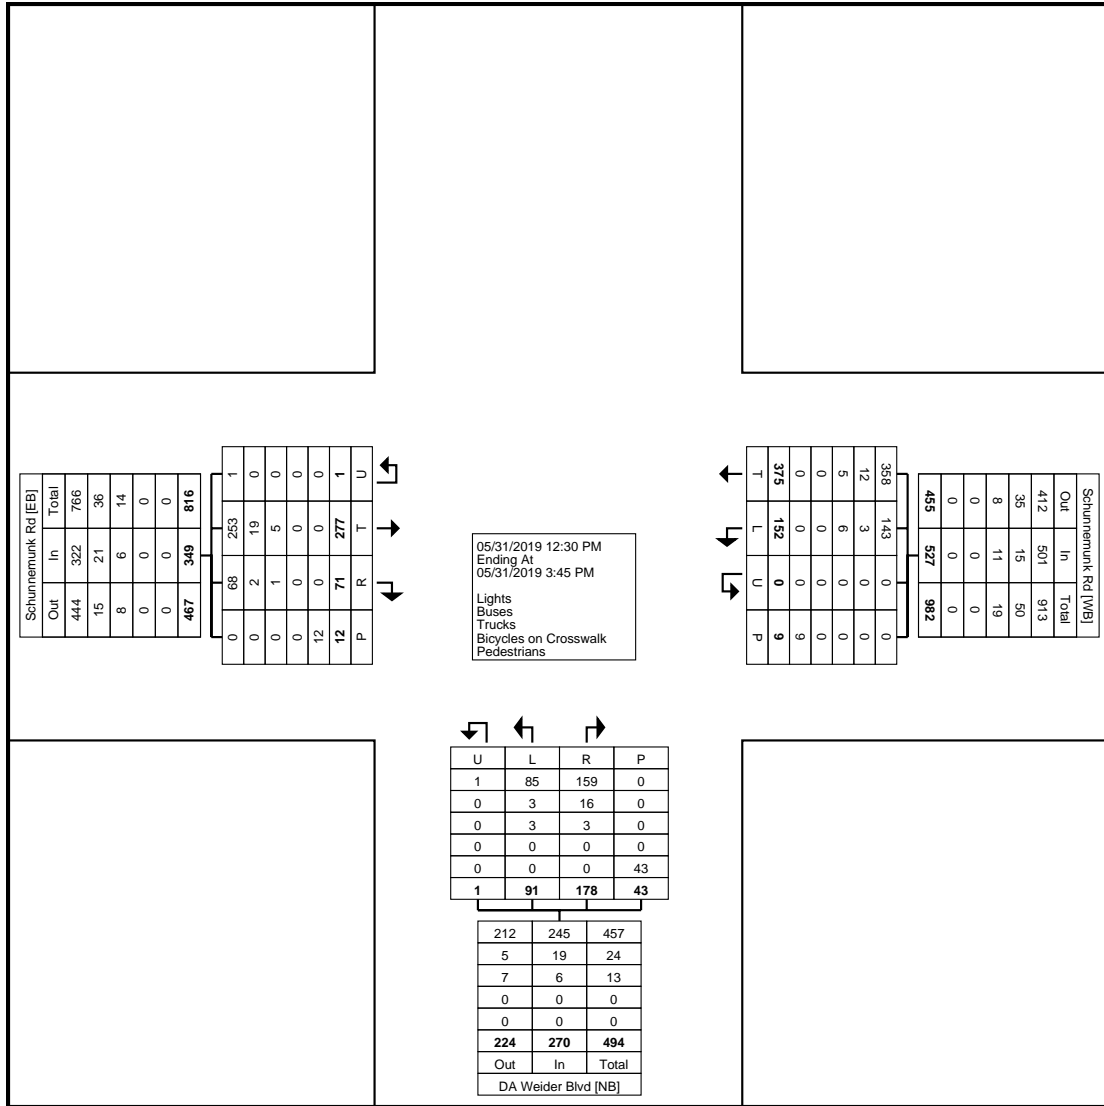 Schunnemunk Rd [EB]
Out In Total
444 322 766
15 21 36
8 6 14
0 0 0
0 0 0
467 349 816
U T R P
1 277 71 12
0 0 0 12
0 0 0 0
0 5 1 0
0 19 2 0
1 253 68 0
05/31/2019 12:30 PM
Ending At
05/31/2019 3:45 PM
Lights
Buses
Trucks
Bicycles on Crosswalk
Pedestrians
Schunnemunk Rd [WB]
Out In Total
412 501 913
35 15 50
8 11 19
0 0 0
0 0 0
455 527 982
358 143 0 0
12 3 0 0
5 6 0 0
0 0 0 0
0 0 0 9
375 152 0 9
T L U P
U L R P
1 85 159 0
0 3 16 0
0 3 3 0
0 0 0 0
0 0 0 43
1 91 178 43
212 245 457
5 19 24
7 6 13
0 0 0
0 0 0
224 270 494
Out In Total
DA Weider Blvd [NB]